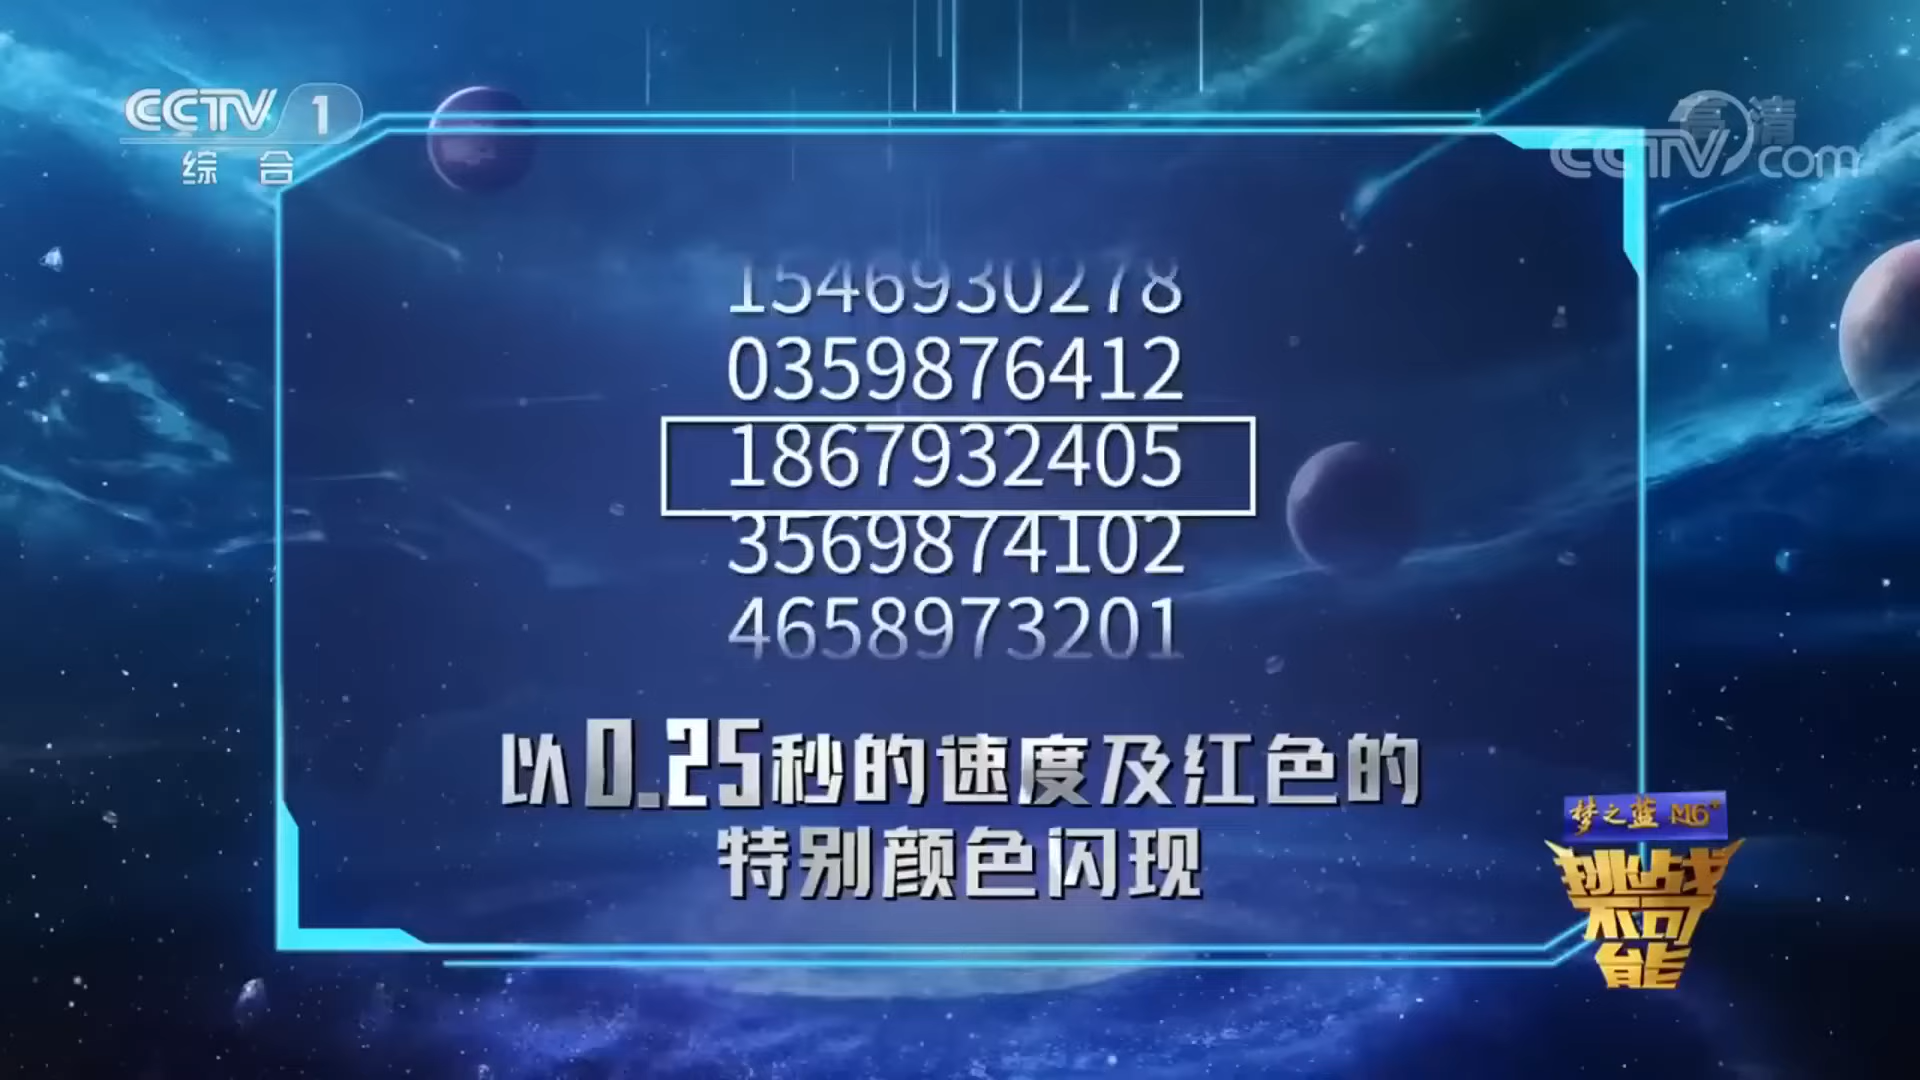 CCTV 1
综合
高清
CCTV.com
1546930278
0359876412
1867932405
3569874102
4658973201
以0.25秒的速度及红色的
特别颜色闪现
梦之蓝 M6+
挑战
不可
能